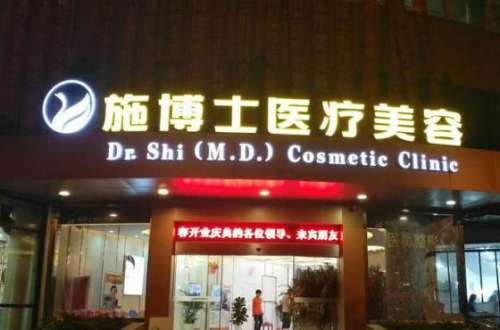 施博士医疗美容
Dr. Shi (M.D.) Cosmetic Clinic
容开业庆典的各位领导、来宾朋友！